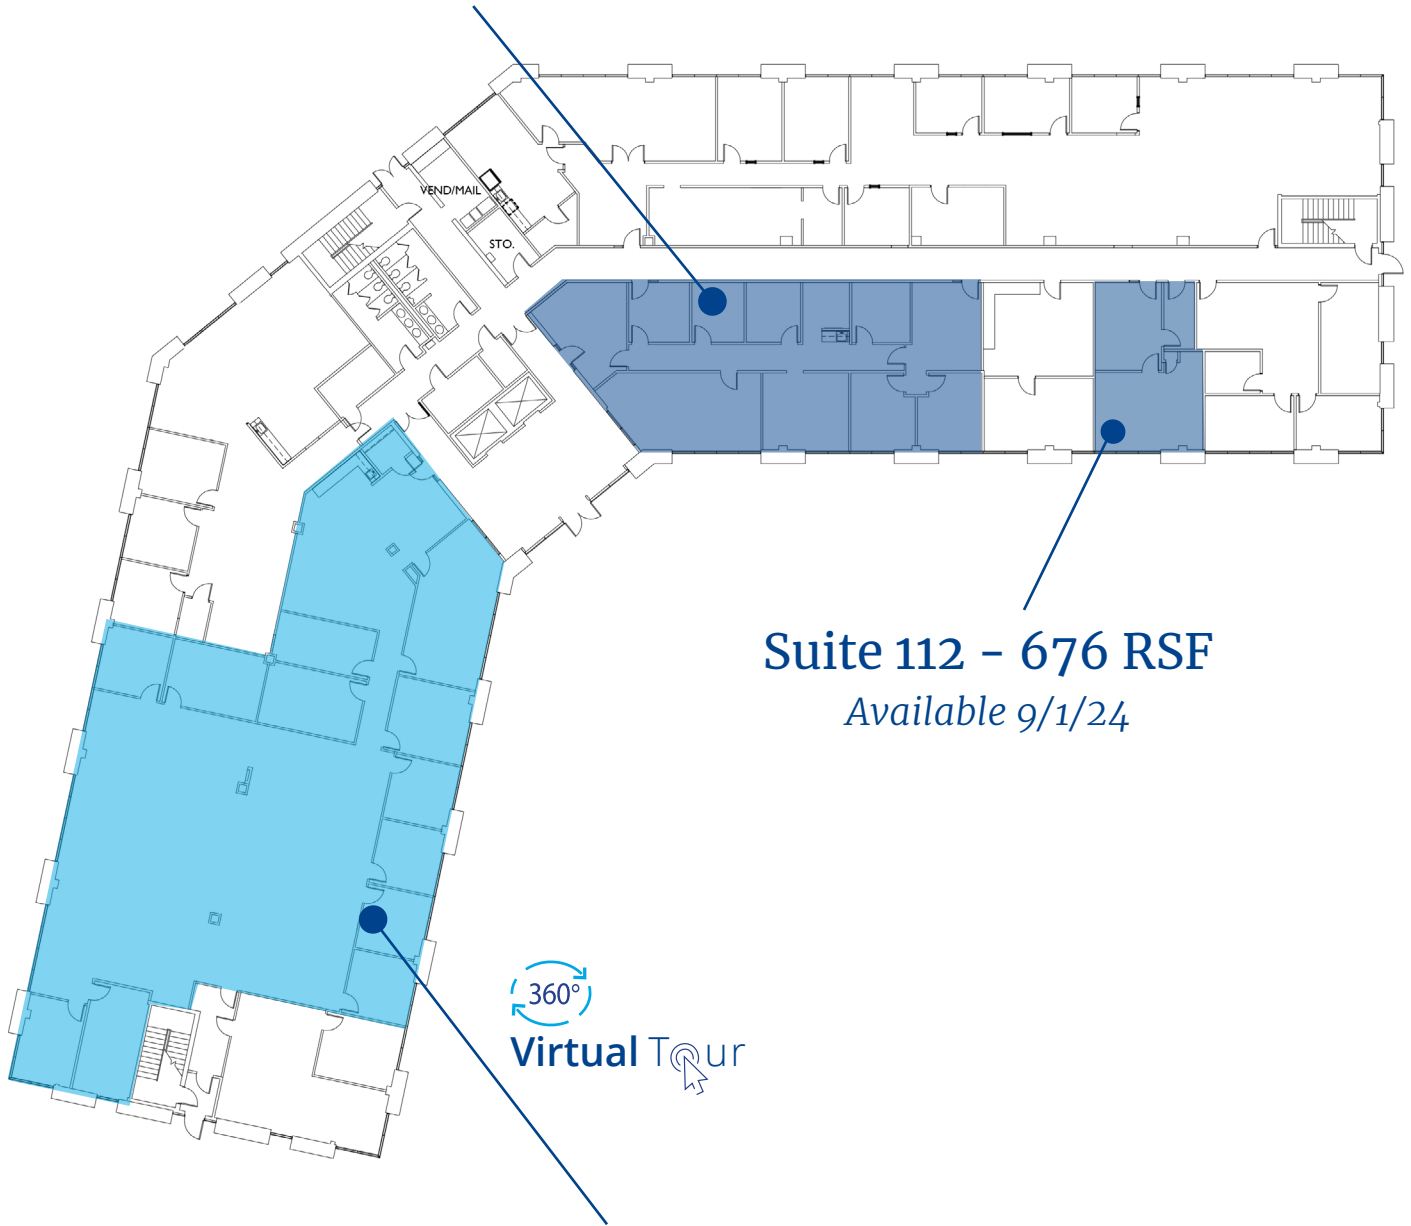 VEND/MAIL
STO.
Suite 112 - 676 RSF
Available 9/1/24
360°
Virtual Tour